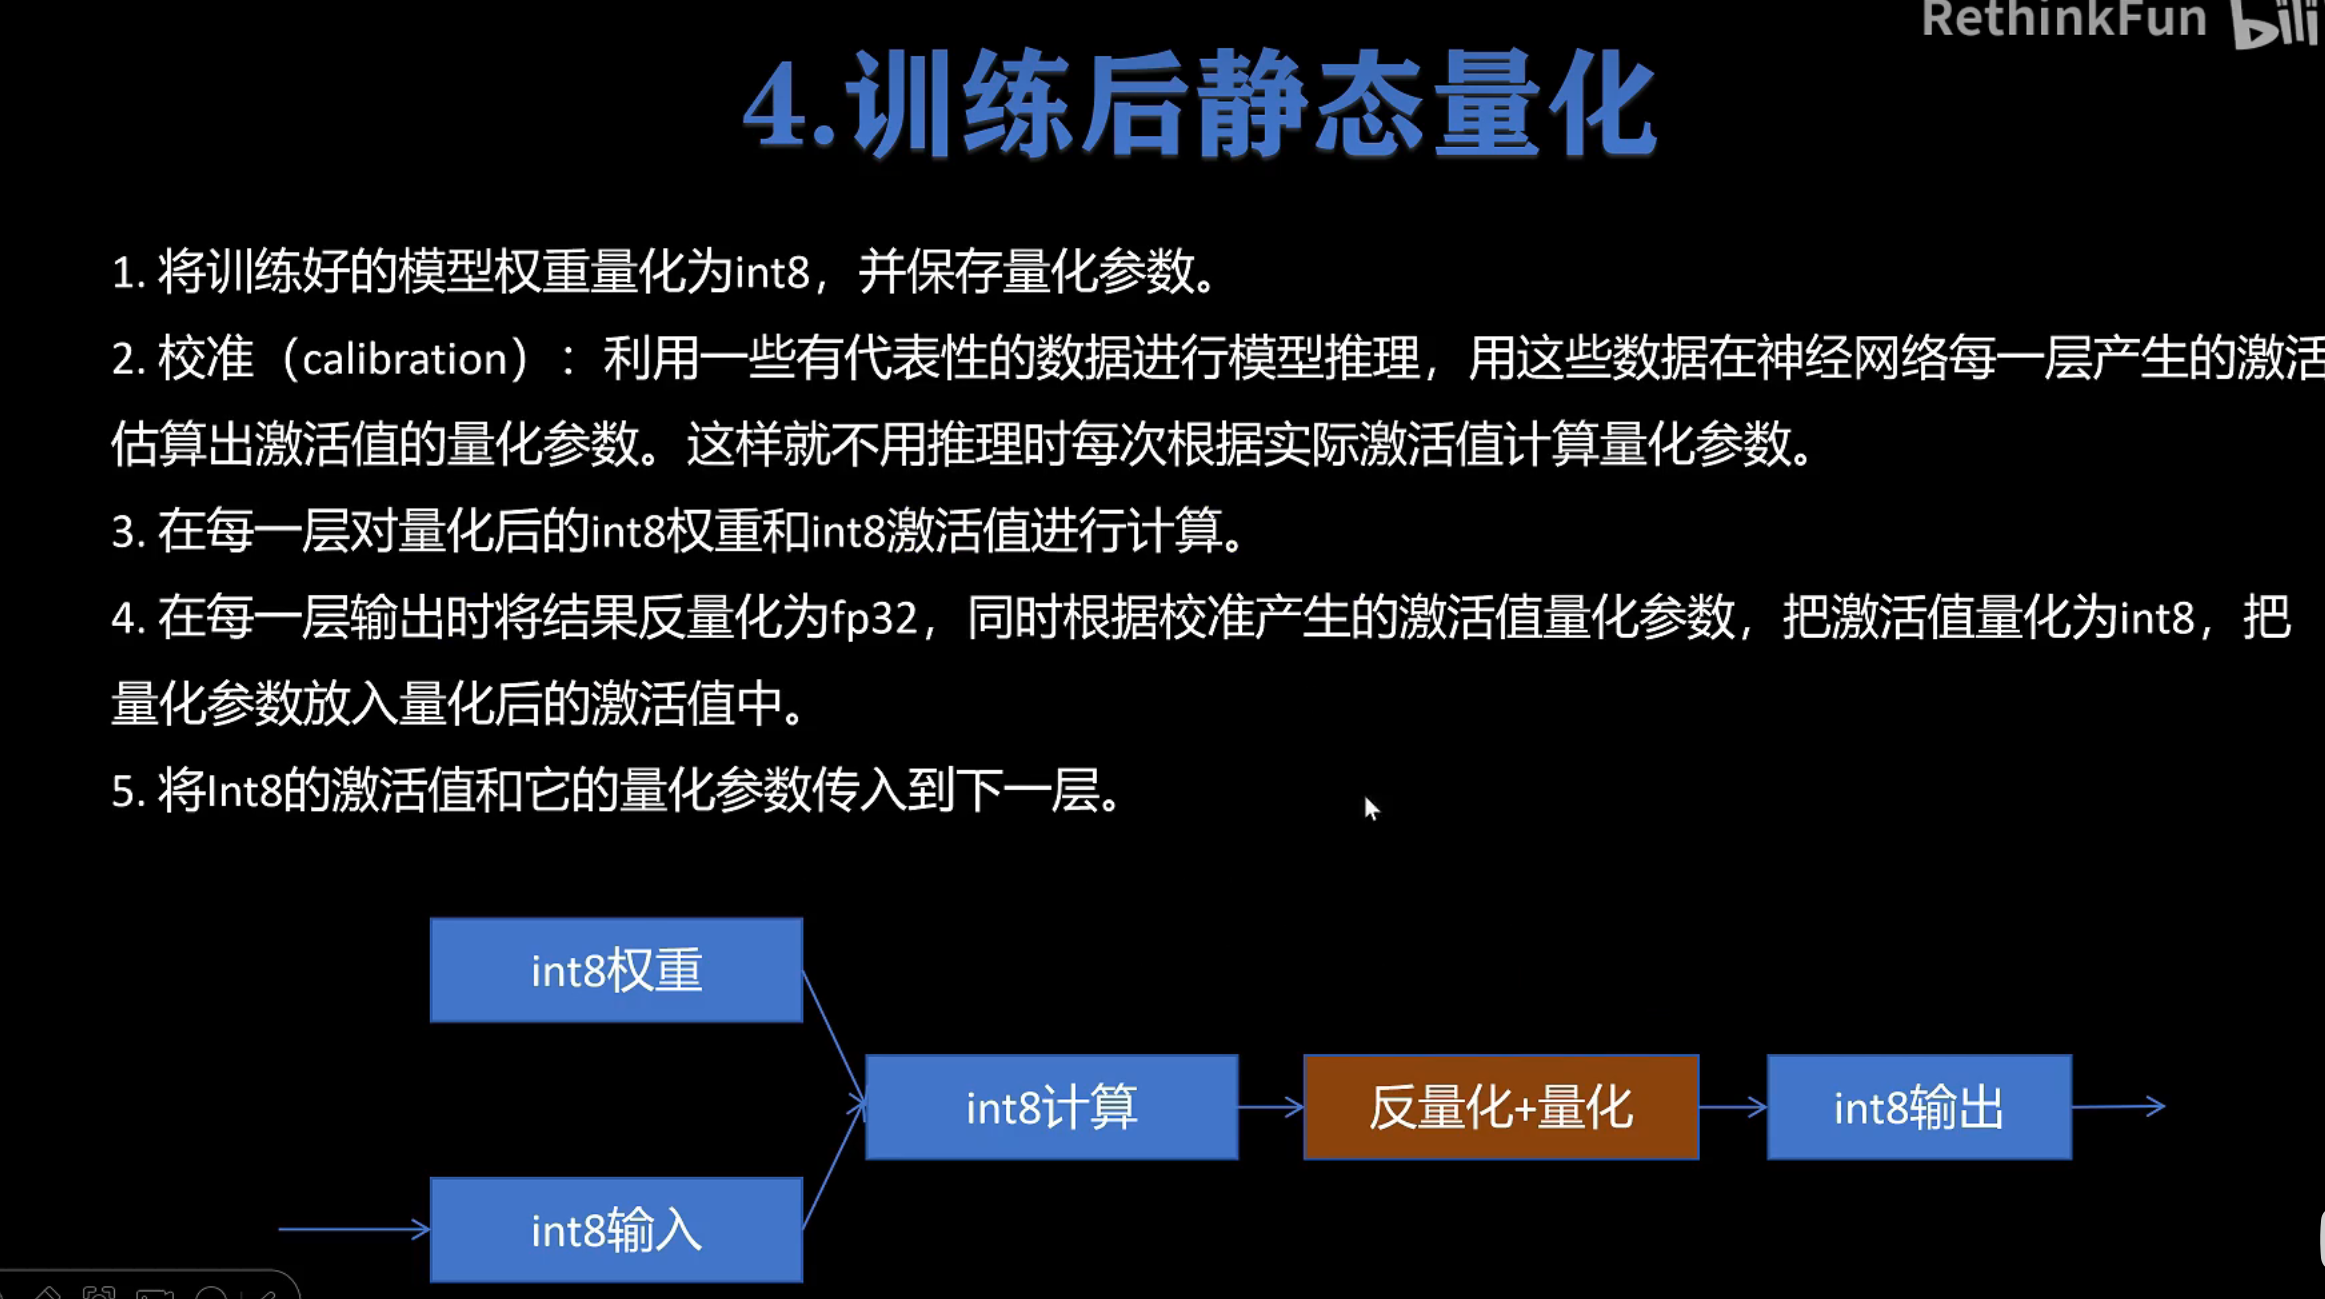 RethinkFun bili
4.训练后静态量化
1. 将训练好的模型权重量化为int8，并保存量化参数。
2. 校准（calibration）：利用一些有代表性的数据进行模型推理，用这些数据在神经网络每一层产生的激活
估算出激活值的量化参数。这样就不用推理时每次根据实际激活值计算量化参数。
3. 在每一层对量化后的int8权重和int8激活值进行计算。
4. 在每一层输出时将结果反量化为fp32，同时根据校准产生的激活值量化参数，把激活值量化为int8，把
量化参数放入量化后的激活值中。
5. 将Int8的激活值和它的量化参数传入到下一层。
int8权重
int8计算
反量化+量化
int8输出
int8输入